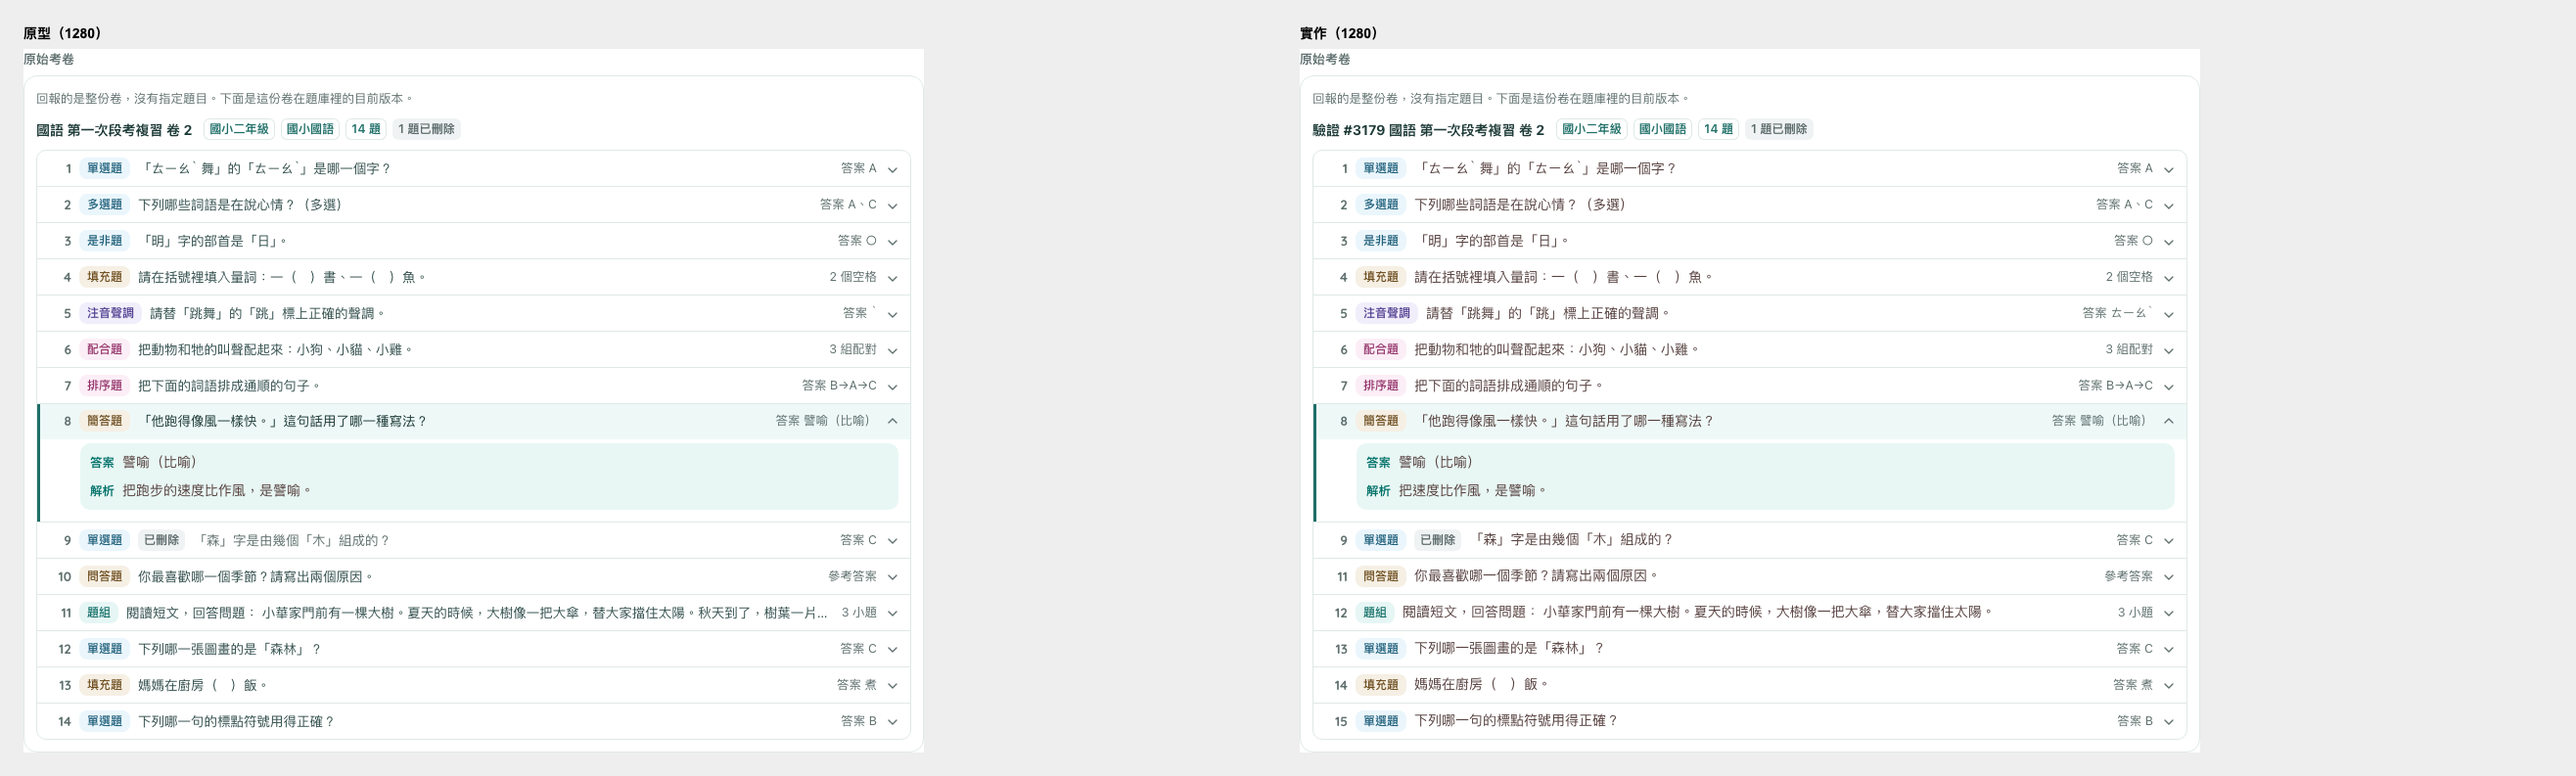 原型（1280）
原始考卷
回報的是整份卷，沒有指定題目。下面是這份卷在題庫裡的目前版本。
國語 第一次段考複習 卷 2 國小二年級 國小國語 14 題 1 題已刪除
1 單選題 「ㄊㄧㄠˋ 舞」的「ㄊㄧㄠˋ」是哪一個字？ 答案 A
2 多選題 下列哪些詞語是在說心情？（多選） 答案 A、C
3 是非題 「明」字的部首是「日」。 答案 ○
4 填充題 請在括號裡填入量詞：一（　）書、一（　）魚。 2 個空格
5 注音聲調 請替「跳舞」的「跳」標上正確的聲調。 答案 ˋ
6 配合題 把動物和牠的叫聲配起來：小狗、小貓、小雞。 3 組配對
7 排序題 把下面的詞語排成通順的句子。 答案 B→A→C
8 簡答題 「他跑得像風一樣快。」這句話用了哪一種寫法？ 答案 譬喻（比喻）
答案 譬喻（比喻）
解析 把跑步的速度比作風，是譬喻。
9 單選題 已刪除 「森」字是由幾個「木」組成的？ 答案 C
10 問答題 你最喜歡哪一個季節？請寫出兩個原因。 參考答案
11 題組 閱讀短文，回答問題： 小華家門前有一棵大樹。夏天的時候，大樹像一把大傘，替大家擋住太陽。秋天到了，樹葉一片... 3 小題
12 單選題 下列哪一張圖畫的是「森林」？ 答案 C
13 填充題 媽媽在廚房（　）飯。 答案 煮
14 單選題 下列哪一句的標點符號用得正確？ 答案 B
實作（1280）
原始考卷
回報的是整份卷，沒有指定題目。下面是這份卷在題庫裡的目前版本。
驗證 #3179 國語 第一次段考複習 卷 2 國小二年級 國小國語 14 題 1 題已刪除
1 單選題 「ㄊㄧㄠˋ 舞」的「ㄊㄧㄠˋ」是哪一個字？ 答案 A
2 多選題 下列哪些詞語是在說心情？（多選） 答案 A、C
3 是非題 「明」字的部首是「日」。 答案 ○
4 填充題 請在括號裡填入量詞：一（　）書、一（　）魚。 2 個空格
5 注音聲調 請替「跳舞」的「跳」標上正確的聲調。 答案 ㄊㄧㄠˋ
6 配合題 把動物和牠的叫聲配起來：小狗、小貓、小雞。 3 組配對
7 排序題 把下面的詞語排成通順的句子。 答案 B→A→C
8 簡答題 「他跑得像風一樣快。」這句話用了哪一種寫法？ 答案 譬喻（比喻）
答案 譬喻（比喻）
解析 把速度比作風，是譬喻。
9 單選題 已刪除 「森」字是由幾個「木」組成的？ 答案 C
11 問答題 你最喜歡哪一個季節？請寫出兩個原因。 參考答案
12 題組 閱讀短文，回答問題： 小華家門前有一棵大樹。夏天的時候，大樹像一把大傘，替大家擋住太陽。 3 小題
13 單選題 下列哪一張圖畫的是「森林」？ 答案 C
14 填充題 媽媽在廚房（　）飯。 答案 煮
15 單選題 下列哪一句的標點符號用得正確？ 答案 B